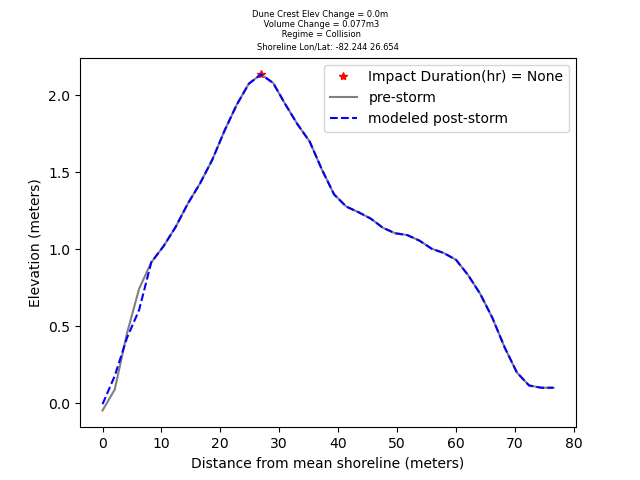 Dune Crest Elev Change = 0.0m
Volume Change = 0.077m3
Regime = Collision
Shoreline Lon/Lat: -82.244 26.654
Impact Duration(hr) = None
pre-storm
modeled post-storm
Elevation (meters)
2.0
1.5
1.0
0.5
0.0
0 10 20 30 40 50 60 70 80
Distance from mean shoreline (meters)